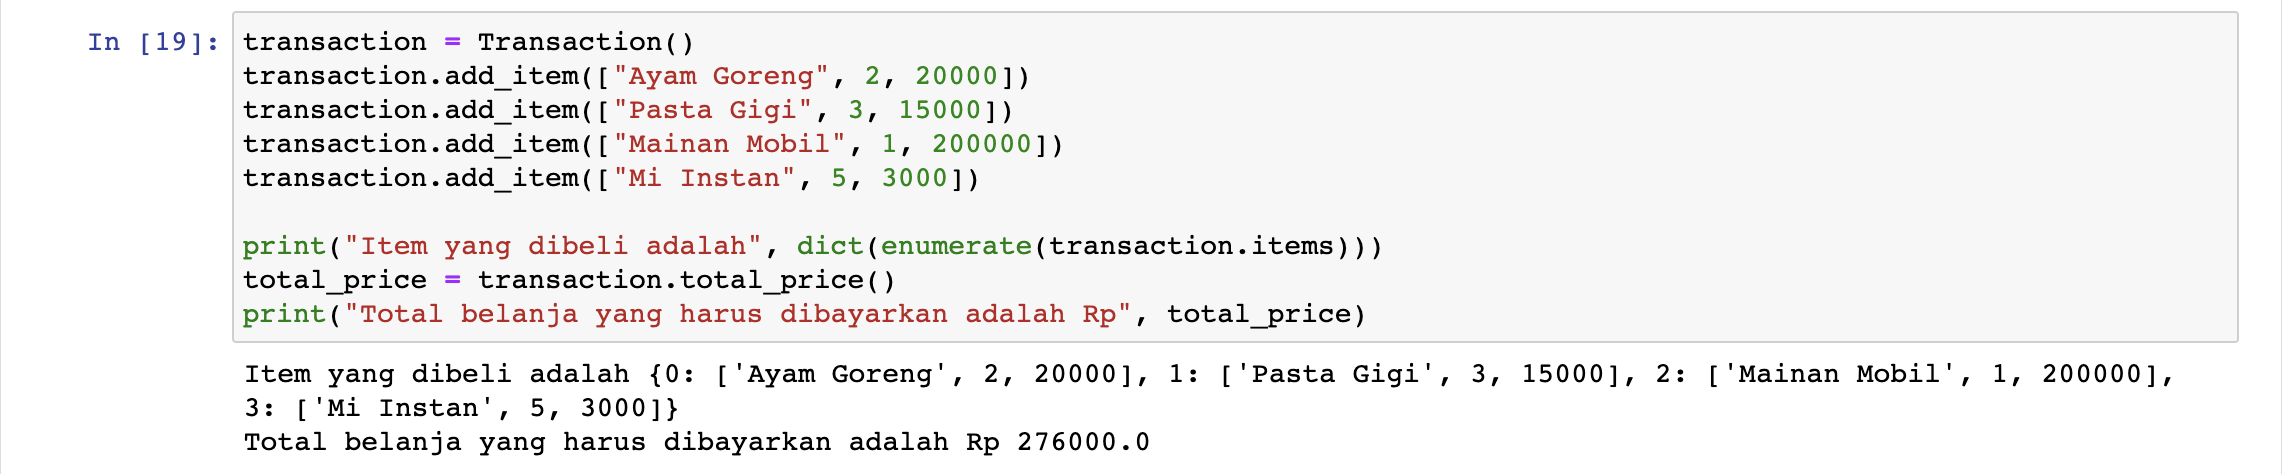 In [19]: transaction = Transaction()
transaction.add_item(["Ayam Goreng", 2, 20000])
transaction.add_item(["Pasta Gigi", 3, 15000])
transaction.add_item(["Mainan Mobil", 1, 200000])
transaction.add_item(["Mi Instan", 5, 3000])
print("Item yang dibeli adalah", dict(enumerate(transaction.items)))
total_price = transaction.total_price()
print("Total belanja yang harus dibayarkan adalah Rp", total_price)
Item yang dibeli adalah {0: ['Ayam Goreng', 2, 20000], 1: ['Pasta Gigi', 3, 15000], 2: ['Mainan Mobil', 1, 200000],
3: ['Mi Instan', 5, 3000]}
Total belanja yang harus dibayarkan adalah Rp 276000.0